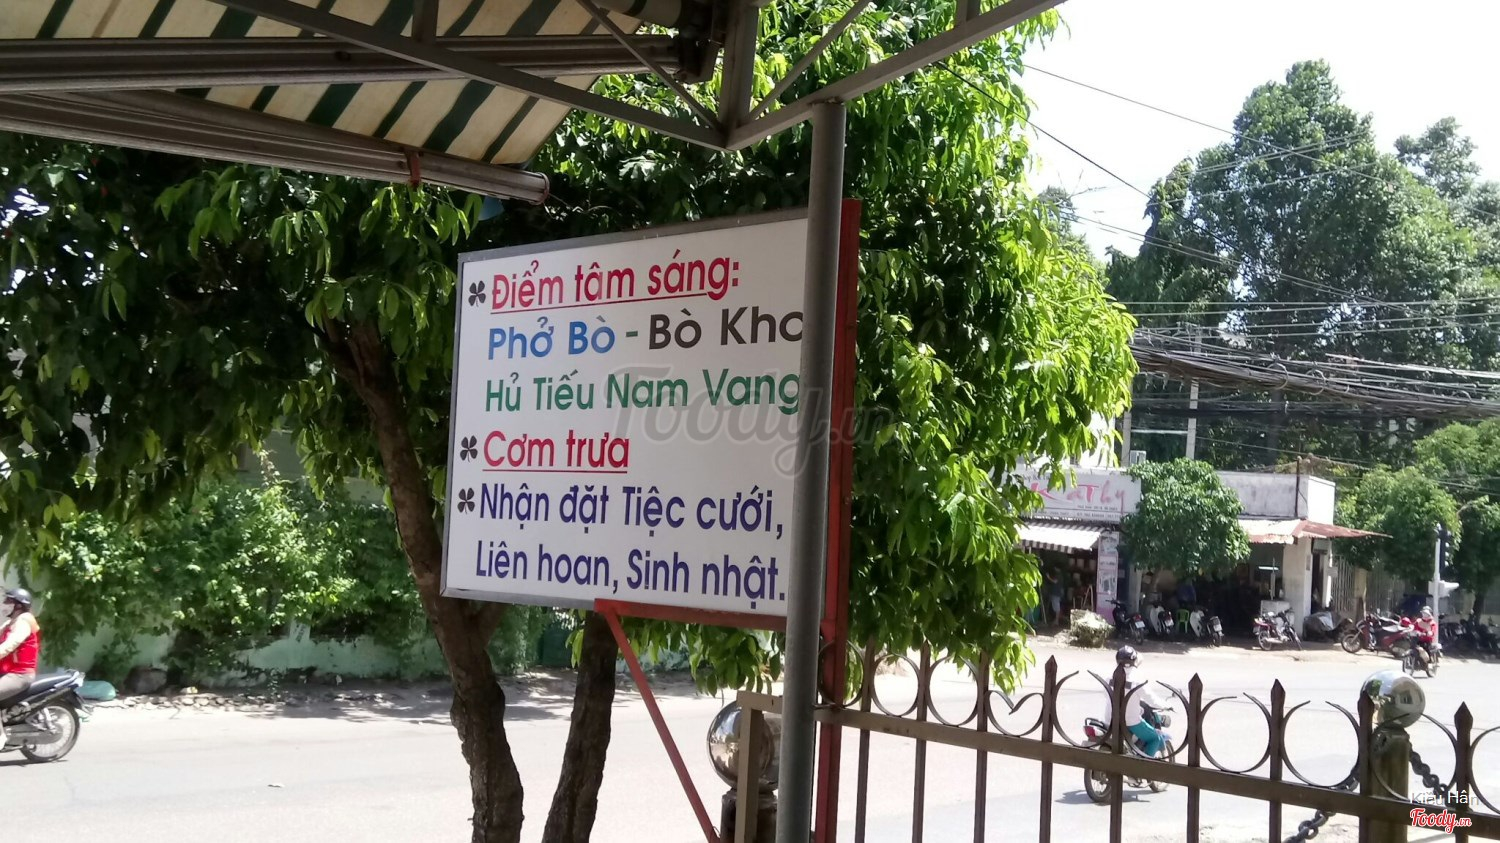 Điểm tâm sáng:
Phở Bò - Bò Kho
Hủ Tiếu Nam Vang
Cơm trưa
Nhận đặt Tiệc cưới,
Liên hoan, Sinh nhật.
Foody.vn
Kiều Hân
Foody.vn